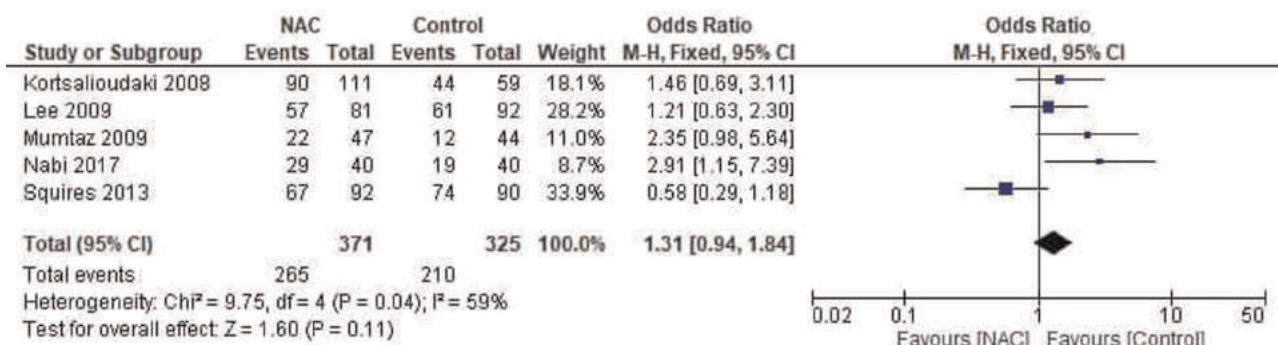 NAC Control Odds Ratio Odds Ratio
Study or Subgroup Events Total Events Total Weight M-H, Fixed, 95% CI M-H, Fixed, 95% CI
Kortsalioudaki 2008 90 111 44 59 18.1% 1.46 [0.69, 3.11]
Lee 2009 57 81 61 92 28.2% 1.21 [0.63, 2.30]
Mumtaz 2009 22 47 12 44 11.0% 2.35 [0.98, 5.64]
Nabi 2017 29 40 19 40 8.7% 2.91 [1.15, 7.39]
Squires 2013 67 92 74 90 33.9% 0.58 [0.29, 1.18]
Total (95% CI) 371 325 100.0% 1.31 [0.94, 1.84]
Total events 265 210
Heterogeneity: Chi² = 9.75, df = 4 (P = 0.04); I² = 59%
Test for overall effect: Z = 1.60 (P = 0.11)
0.02 0.1 1 10 50
Favours [NAC] Favours [Control]